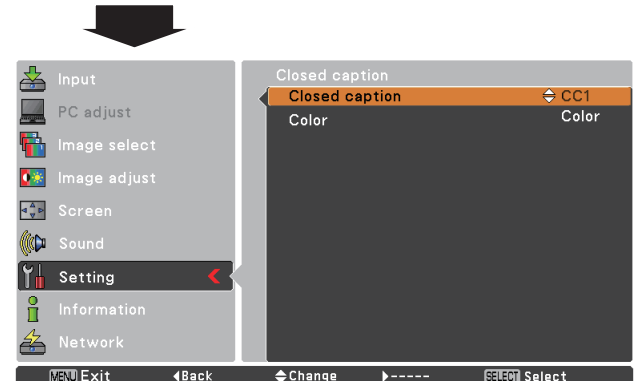 Input
PC adjust
Image select
Image adjust
Screen
Sound
Setting
Information
Network
Closed caption
Closed caption CC1
Color Color
MENU Exit Back Change ----- SELECT Select